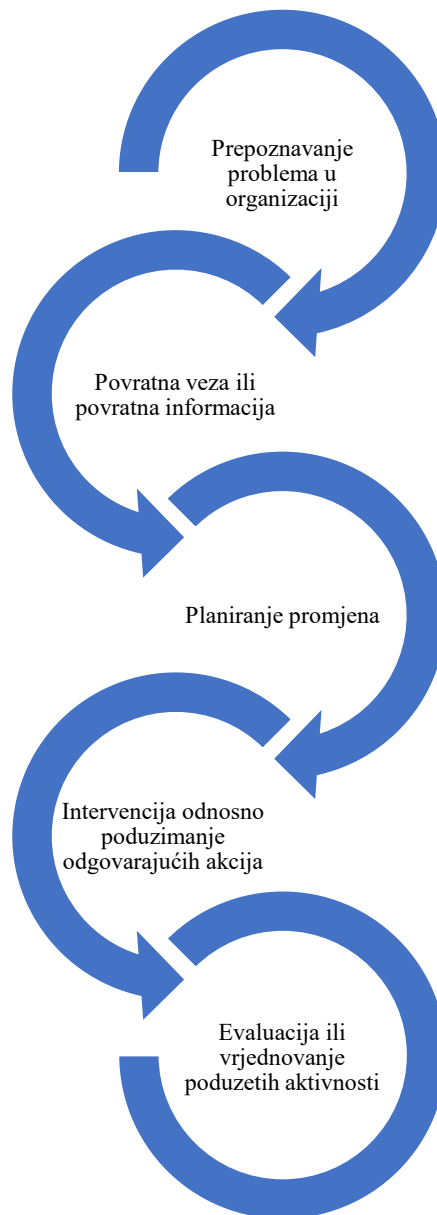 Prepoznavanje
problema u
organizaciji
Povratna veza ili
povratna informacija
Planiranje promjena
Intervencija odnosno
poduzimanje
odgovarajućih akcija
Evaluacija ili
vrjednovanje
poduzetih aktivnosti